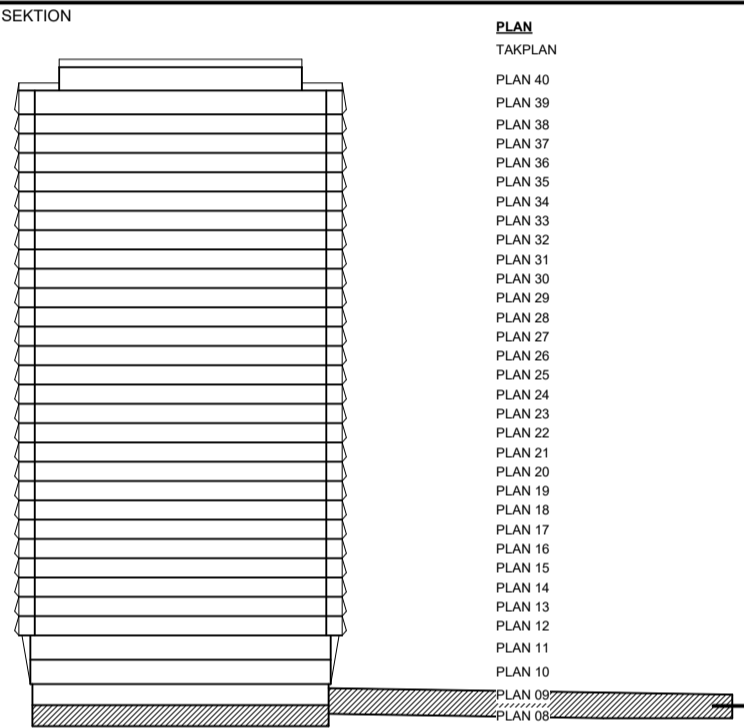 SEKTION
PLAN
TAKPLAN
PLAN 40
PLAN 39
PLAN 38
PLAN 37
PLAN 36
PLAN 35
PLAN 34
PLAN 33
PLAN 32
PLAN 31
PLAN 30
PLAN 29
PLAN 28
PLAN 27
PLAN 26
PLAN 25
PLAN 24
PLAN 23
PLAN 22
PLAN 21
PLAN 20
PLAN 19
PLAN 18
PLAN 17
PLAN 16
PLAN 15
PLAN 14
PLAN 13
PLAN 12
PLAN 11
PLAN 10
PLAN 09
PLAN 08